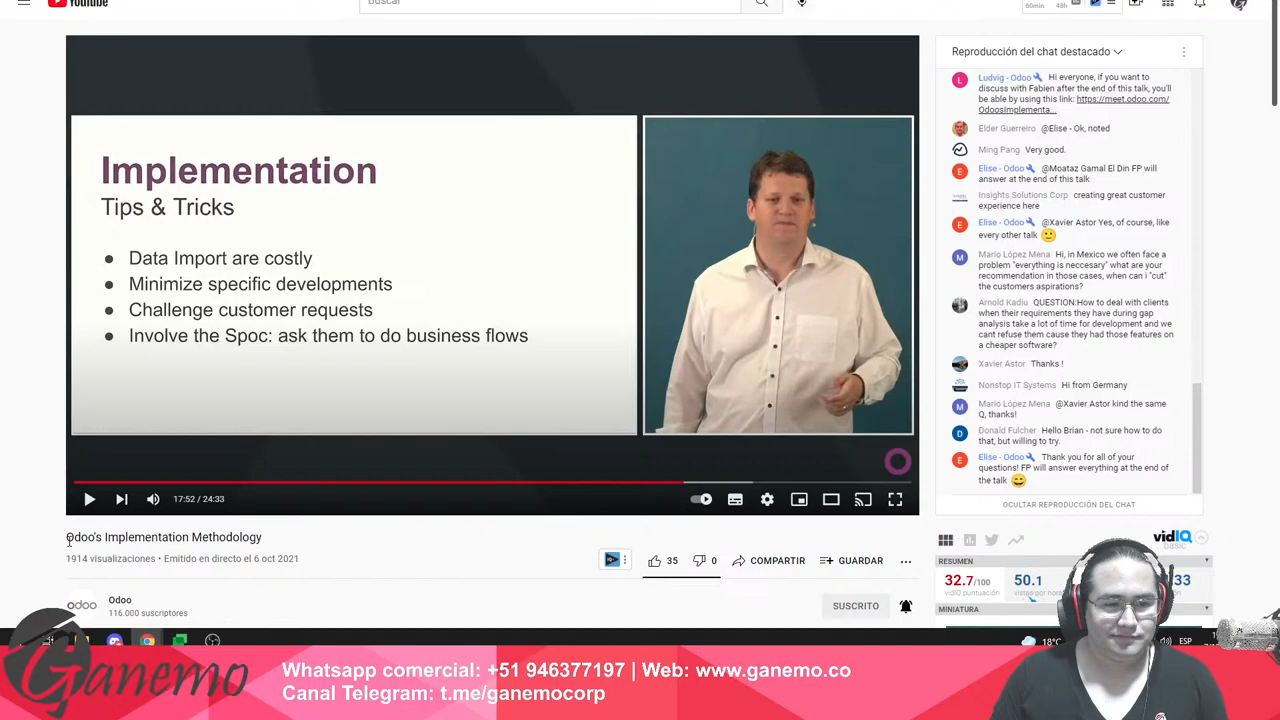 YouTube
Buscar
60min 48h
Implementation
Tips & Tricks
● Data Import are costly
● Minimize specific developments
● Challenge customer requests
● Involve the Spoc: ask them to do business flows
17:52 / 24:33
Odoo's Implementation Methodology
1914 visualizaciones • Emitido en directo el 6 oct 2021
35
0
COMPARTIR
GUARDAR
odoo
Odoo
116.000 suscriptores
SUSCRITO
Reproducción del chat destacado
L
Ludvig - Odoo Hi everyone, if you want to
discuss with Fabien after the end of this talk, you'll
be able by using this link: https://meet.odoo.com/
OdoosImplementa...
Elder Guerreiro @Elise - Ok, noted
Ming Pang Very good.
E
Elise - Odoo @Moataz Gamal El Din FP will
answer at the end of this talk
Insights Solutions Corp creating great customer
experience here
E
Elise - Odoo @Xavier Astor Yes, of course, like
every other talk
M
Mario López Mena Hi, in Mexico we often face a
problem "everything is neccesary" what are your
recommendation in those cases, when can i "cut"
the customers aspirations?
Arnold Kadiu QUESTION:How to deal with clients
when their requirements they have during gap
analysis take a lot of time for development and we
cant refuse them cause they had those features on
a cheaper software?
Xavier Astor Thanks !
Nonstop IT Systems Hi from Germany
M
Mario López Mena @Xavier Astor kind the same
Q, thanks!
D
Donald Fulcher Hello Brian - not sure how to do
that, but willing to try.
E
Elise - Odoo Thank you for all of your
questions! FP will answer everything at the end of
the talk
OCULTAR REPRODUCCIÓN DEL CHAT
vidIQ
basic
RESUMEN
32.7/100
vidIQ puntuación
50.1
vistas por hora
.33
MINIATURA
18°C
ESP
Ganemo
Whatsapp comercial: +51 946377197 | Web: www.ganemo.co
Canal Telegram: t.me/ganemocorp